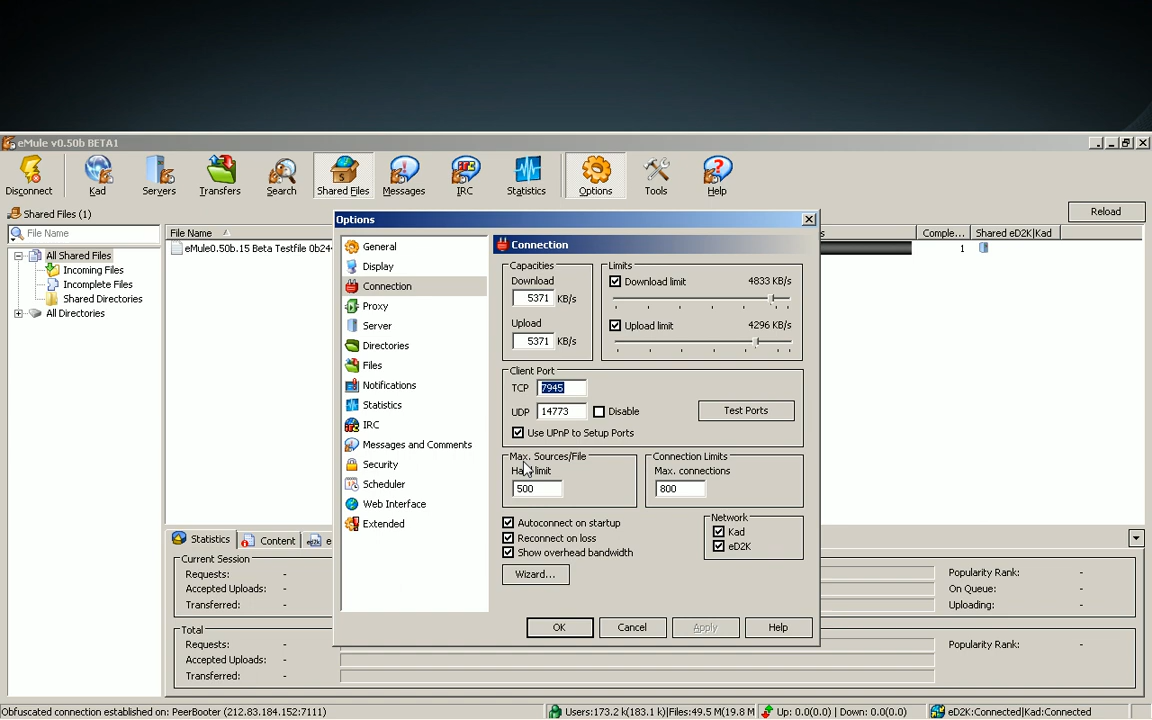 eMule v0.50b BETA1
Disconnect Kad Servers Transfers Search Shared Files Messages IRC Statistics Options Tools Help
Shared Files (1)
Reload
File Name
File Name
Comple... Shared eD2K|Kad
All Shared Files
Incoming Files
Incomplete Files
Shared Directories
All Directories
eMule0.50b.15 Beta Testfile 0b24
1
Options
General
Display
Connection
Proxy
Server
Directories
Files
Notifications
Statistics
IRC
Messages and Comments
Security
Scheduler
Web Interface
Extended
Connection
Capacities
Download
5371 KB/s
Upload
5371 KB/s
Limits
Download limit 4833 KB/s
Upload limit 4296 KB/s
Client Port
TCP 7945
UDP 14773 Disable
Test Ports
Use UPnP to Setup Ports
Max. Sources/File
limit
500
Connection Limits
Max. connections
800
Autoconnect on startup
Reconnect on loss
Show overhead bandwidth
Network
Kad
eD2K
Wizard...
OK Cancel Apply Help
Statistics Content
Current Session
Requests: -
Accepted Uploads: -
Transferred: -
Popularity Rank: -
On Queue: -
Uploading: -
Total
Requests: -
Accepted Uploads: -
Transferred: -
Popularity Rank: -
Obfuscated connection established on: PeerBooter (212.83.184.152:7111)
Users:173.2 k(183.1 k)|Files:49.5 M(19.8 M
Up: 0.0(0.0) | Down: 0.0(0.0)
eD2K:Connected|Kad:Connected